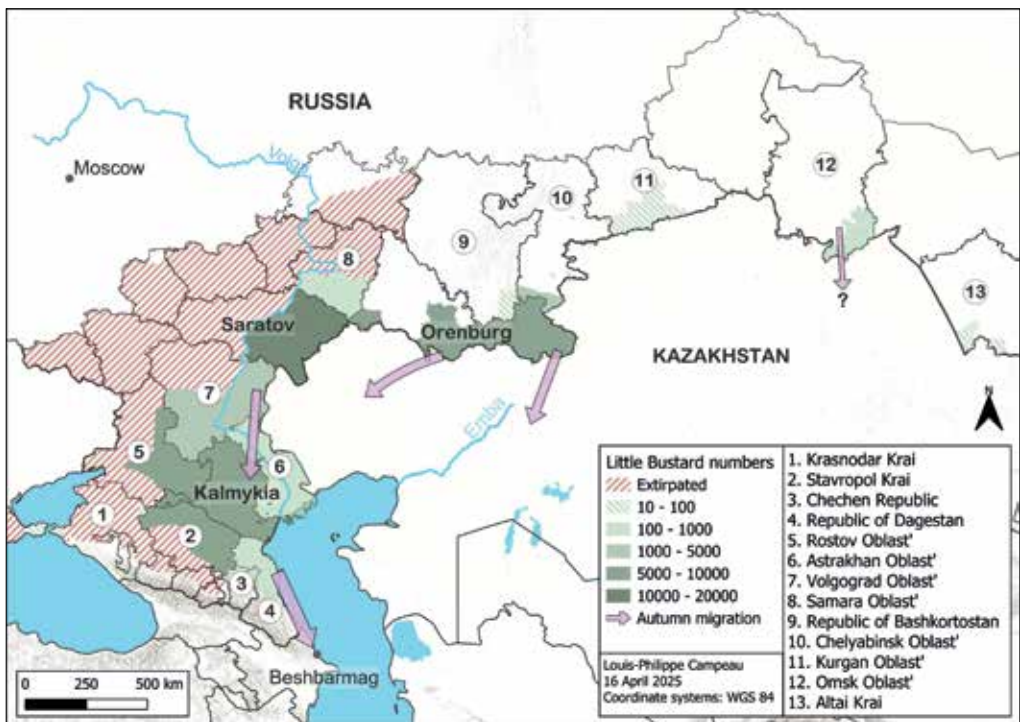 RUSSIA
Moscow
Volga
12
11
10
9
8
13
?
Saratov
Orenburg
KAZAKHSTAN
7
Emba
N
5
6
Kalmykia
1
2
3
4
Beshbarmag
0 250 500 km
Little Bustard numbers
Extirpated
10 - 100
100 - 1000
1000 - 5000
5000 - 10000
10000 - 20000
Autumn migration
Louis-Philippe Campeau
16 April 2025
Coordinate systems: WGS 84
1. Krasnodar Krai
2. Stavropol Krai
3. Chechen Republic
4. Republic of Dagestan
5. Rostov Oblast'
6. Astrakhan Oblast'
7. Volgograd Oblast'
8. Samara Oblast'
9. Republic of Bashkortostan
10. Chelyabinsk Oblast'
11. Kurgan Oblast'
12. Omsk Oblast'
13. Altai Krai